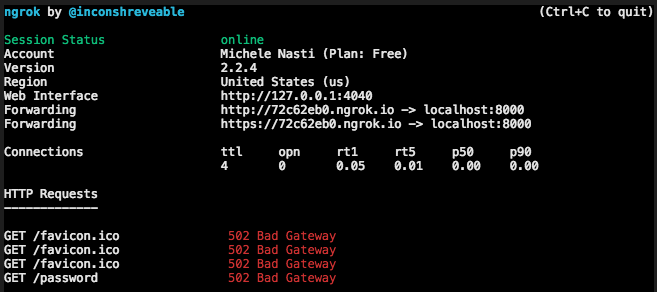 ngrok by @inconshreveable (Ctrl+C to quit)
Session Status online
Account Michele Nasti (Plan: Free)
Version 2.2.4
Region United States (us)
Web Interface http://127.0.0.1:4040
Forwarding http://72c62eb0.ngrok.io -> localhost:8000
Forwarding https://72c62eb0.ngrok.io -> localhost:8000
Connections ttl opn rt1 rt5 p50 p90
4 0 0.05 0.01 0.00 0.00
HTTP Requests
-------------
GET /favicon.ico 502 Bad Gateway
GET /favicon.ico 502 Bad Gateway
GET /favicon.ico 502 Bad Gateway
GET /password 502 Bad Gateway